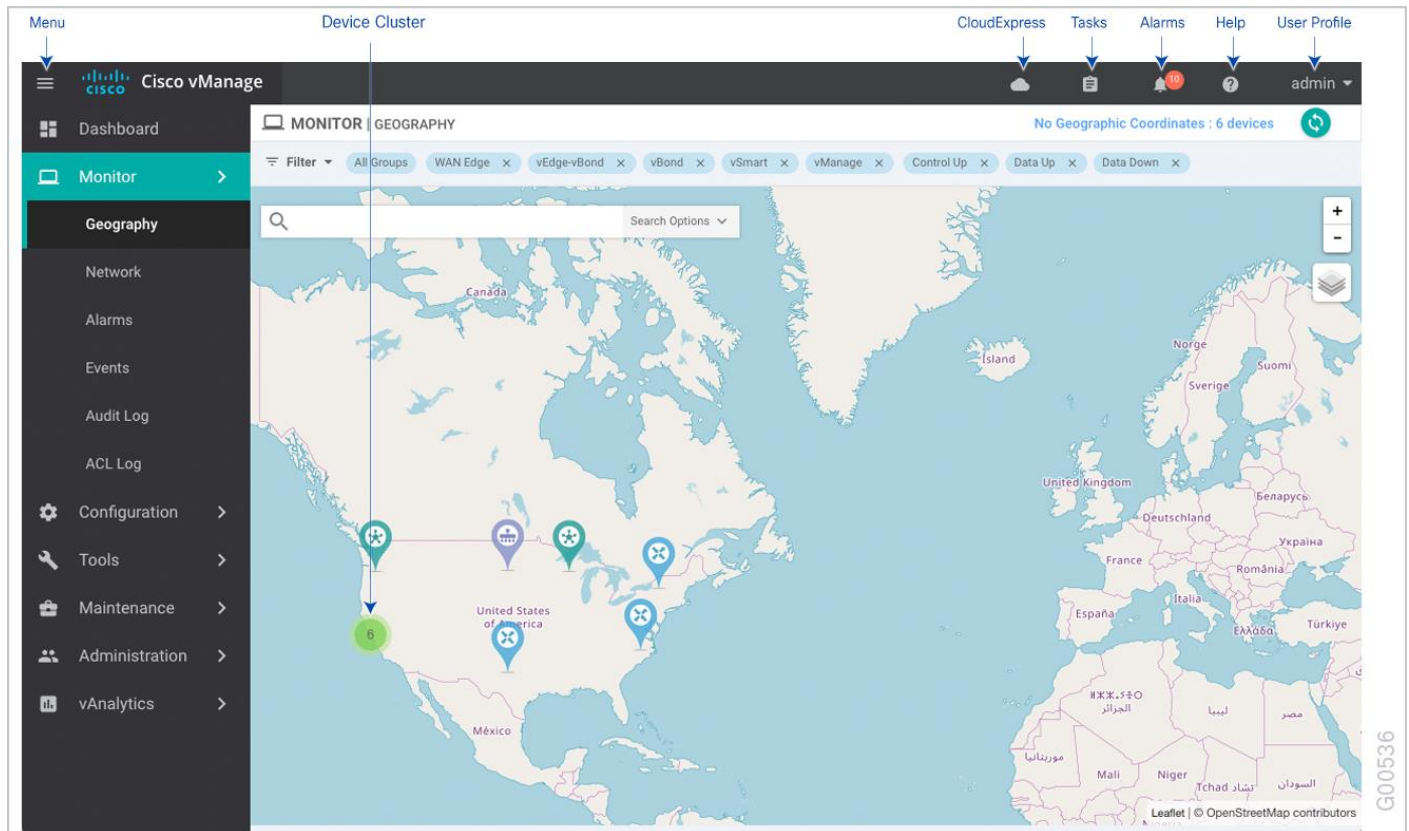 Menu
Device Cluster
CloudExpress
Tasks
Alarms
Help
User Profile
cisco
Cisco vManage
10
admin
Dashboard
MONITOR | GEOGRAPHY
No Geographic Coordinates : 6 devices
Monitor
Filter
All Groups
WAN Edge ×
vEdge-vBond ×
vBond ×
vSmart ×
vManage ×
Control Up ×
Data Up ×
Data Down ×
Geography
Search Options
+
-
Network
Alarms
Events
Audit Log
ACL Log
Configuration
Tools
Maintenance
Administration
vAnalytics
Canada
Ísland
Norge
Suomi
Sverige
United Kingdom
Беларусь
Deutschland
Україна
France
România
Italia
España
Ελλάδα
Türkiye
United States
of America
6
México
الجزائر
ليبيا
مصر
موريتانيا
Mali
Niger
Tchad تشاد
السودان
Leaflet | © OpenStreetMap contributors
G00536